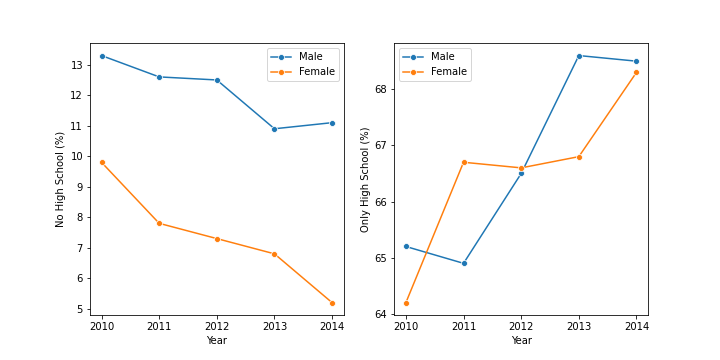 Male
Female
13
12
11
10
9
8
7
6
5
No High School (%)
2010 2011 2012 2013 2014
Year
Male
Female
68
67
66
65
64
Only High School (%)
2010 2011 2012 2013 2014
Year